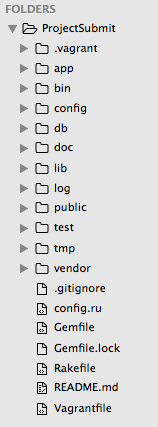 FOLDERS
ProjectSubmit
.vagrant
app
bin
config
db
doc
lib
log
public
test
tmp
vendor
.gitignore
config.ru
Gemfile
Gemfile.lock
Rakefile
README.md
Vagrantfile